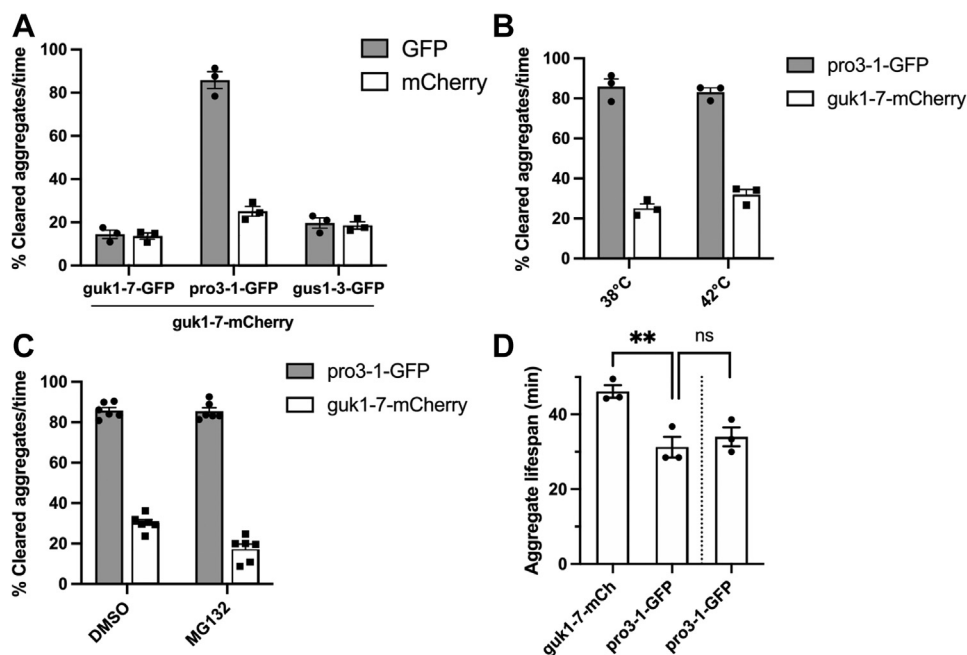 A
% Cleared aggregates/time
100
80
60
40
20
0
GFP
mCherry
guk1-7-GFP pro3-1-GFP gus1-3-GFP
guk1-7-mCherry
B
% Cleared aggregates/time
100
80
60
40
20
0
pro3-1-GFP
guk1-7-mCherry
38°C
42°C
C
% Cleared aggregates/time
100
80
60
40
20
0
pro3-1-GFP
guk1-7-mCherry
DMSO
MG132
D
** ns
Aggregate lifespan (min)
40
20
0
guk1-7-mCh
pro3-1-GFP
pro3-1-GFP